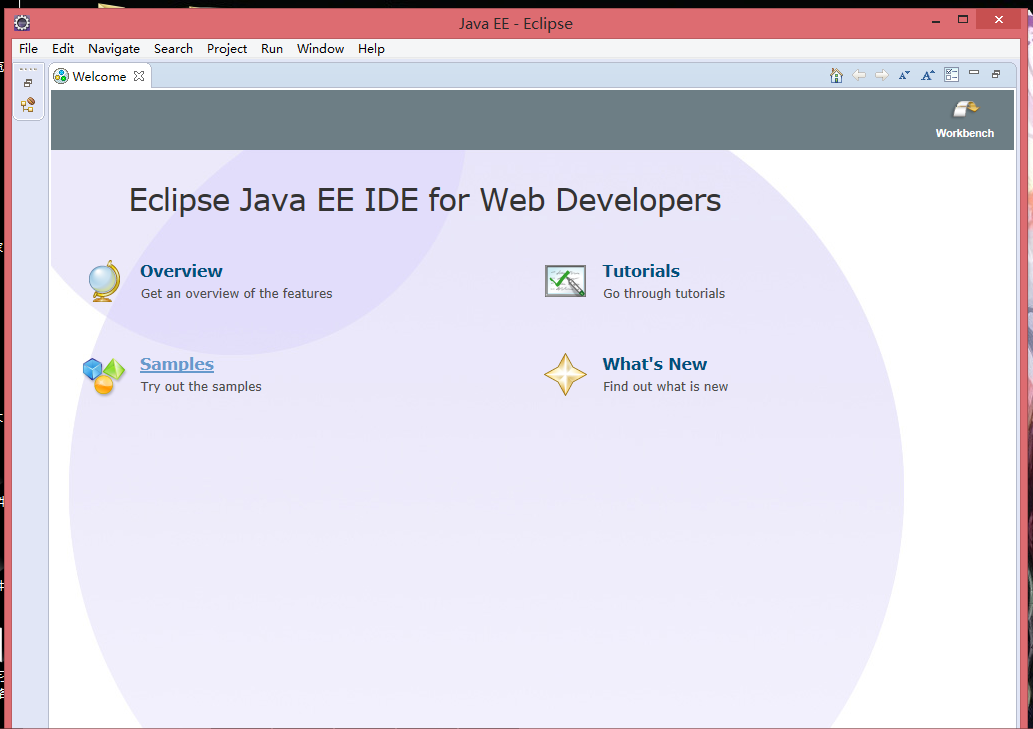 Java EE - Eclipse
File Edit Navigate Search Project Run Window Help
Welcome
Workbench
Eclipse Java EE IDE for Web Developers
Overview
Get an overview of the features
Tutorials
Go through tutorials
Samples
Try out the samples
What's New
Find out what is new